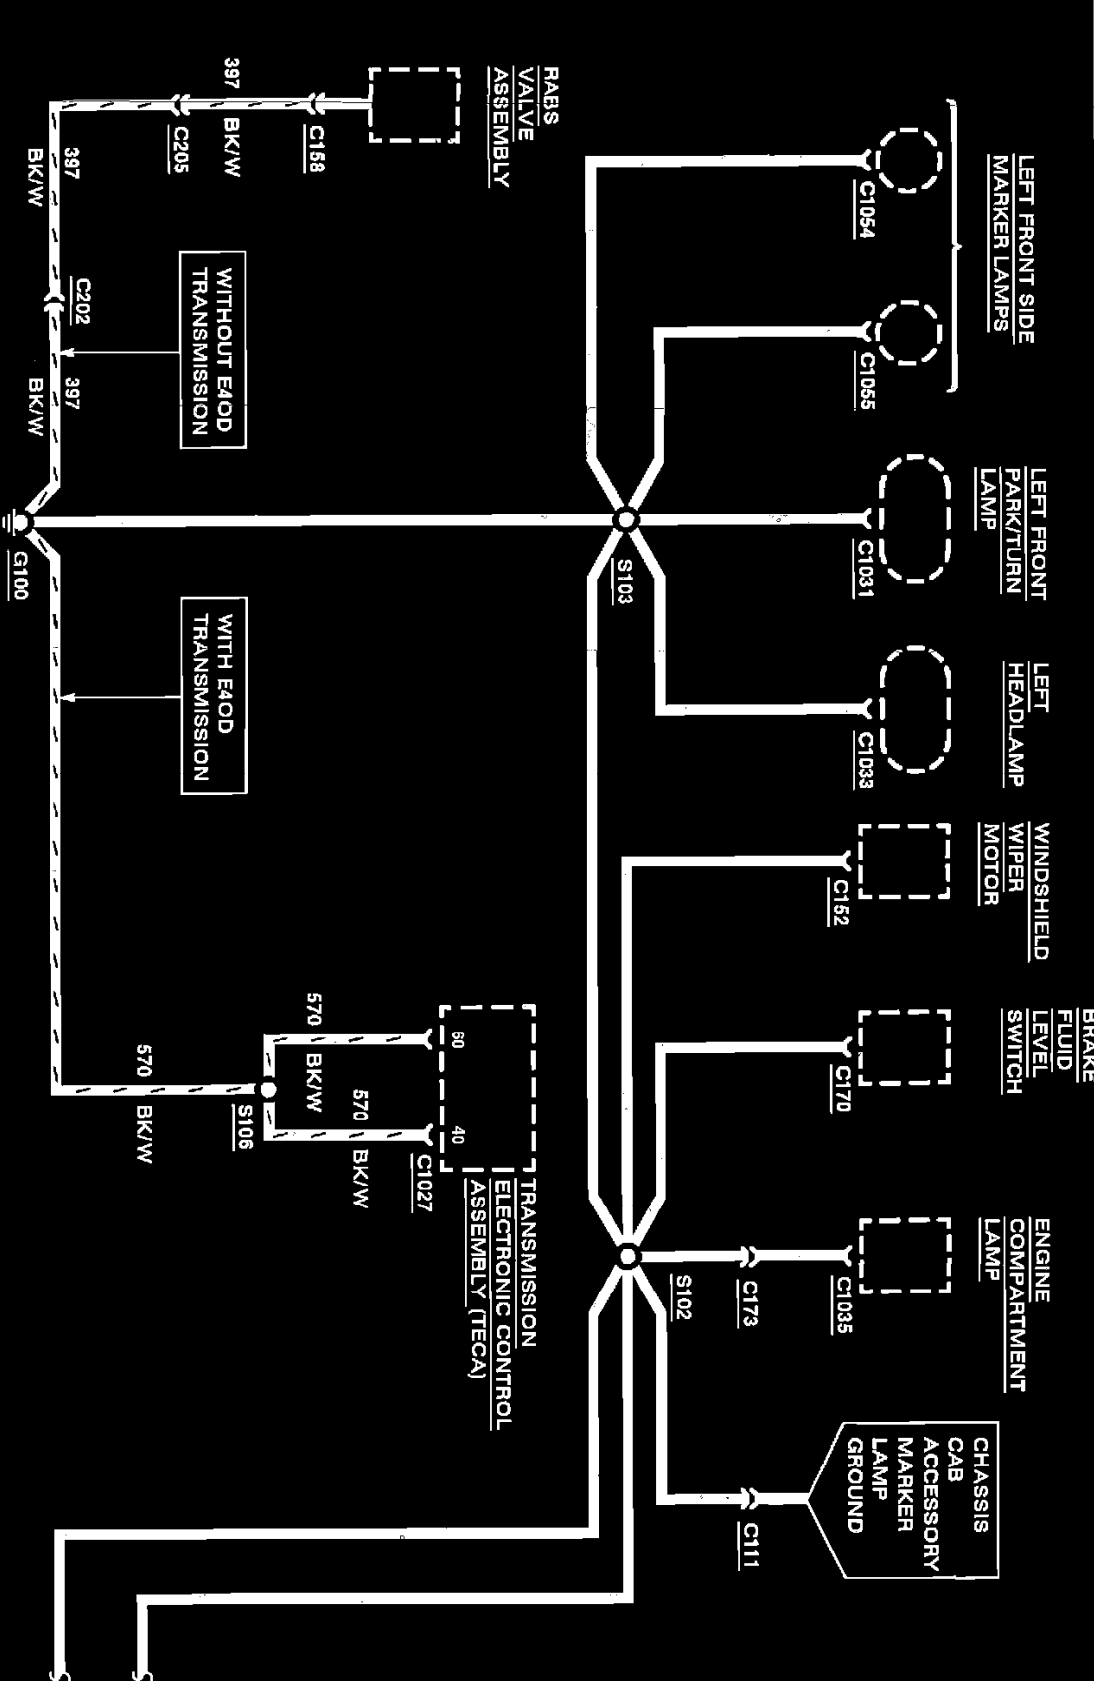 LEFT FRONT SIDE
MARKER LAMPS
C1054
C1055
LEFT FRONT
PARK/TURN
LAMP
C1031
LEFT
HEADLAMP
C1033
WINDSHIELD
WIPER
MOTOR
C152
BRAKE
FLUID
LEVEL
SWITCH
C170
ENGINE
COMPARTMENT
LAMP
C1035
C173
CHASSIS
CAB
ACCESSORY
MARKER
LAMP
GROUND
C111
S103
S102
RABS
VALVE
ASSEMBLY
C158
397
BK/W
C205
397
BK/W
C202
397
BK/W
WITHOUT E4OD
TRANSMISSION
G100
WITH E4OD
TRANSMISSION
TRANSMISSION
ELECTRONIC CONTROL
ASSEMBLY (TECA)
60
40
C1027
570
BK/W
570
BK/W
S106
570
BK/W